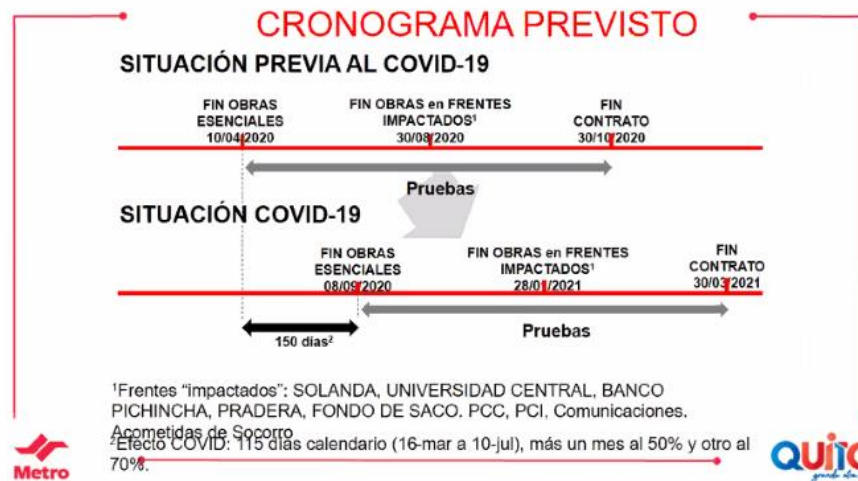 CRONOGRAMA PREVISTO
SITUACIÓN PREVIA AL COVID-19
FIN OBRAS
ESENCIALES
10/04/2020
FIN OBRAS en FRENTES
IMPACTADOS¹
30/08/2020
FIN
CONTRATO
30/10/2020
Pruebas
SITUACIÓN COVID-19
FIN OBRAS
ESENCIALES
08/09/2020
FIN OBRAS en FRENTES
IMPACTADOS¹
28/01/2021
FIN
CONTRATO
30/03/2021
150 días²
Pruebas
¹Frentes “impactados”: SOLANDA, UNIVERSIDAD CENTRAL, BANCO
PICHINCHA, PRADERA, FONDO DE SACO. PCC, PCI, Comunicaciones.
Acometidas de Socorro
²Efecto COVID: 115 días calendario (16-mar a 10-jul), más un mes al 50% y otro al
70%.
Metro
QUITO